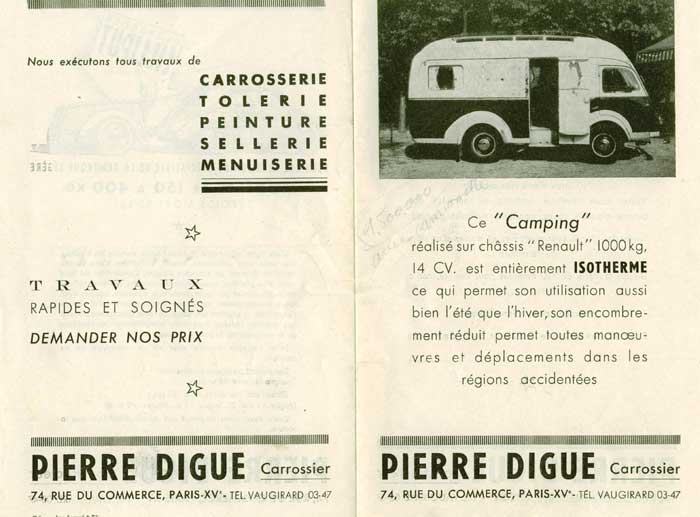 Nous exécutons tous travaux de
CARROSSERIE
TOLERIE
PEINTURE
SELLERIE
MENUISERIE
TRAVAUX
RAPIDES ET SOIGNÉS
DEMANDER NOS PRIX
PIERRE DIGUE Carrossier
74, RUE DU COMMERCE, PARIS-XVᵉ - TÉL. VAUGIRARD 03-47
Ce "Camping"
réalisé sur châssis "Renault" 1000 kg,
14 CV. est entièrement ISOTHERME
ce qui permet son utilisation aussi
bien l'été que l'hiver, son encombre-
ment réduit permet toutes manœu-
vres et déplacements dans les
régions accidentées
PIERRE DIGUE Carrossier
74, RUE DU COMMERCE, PARIS-XVᵉ - TÉL. VAUGIRARD 03-47